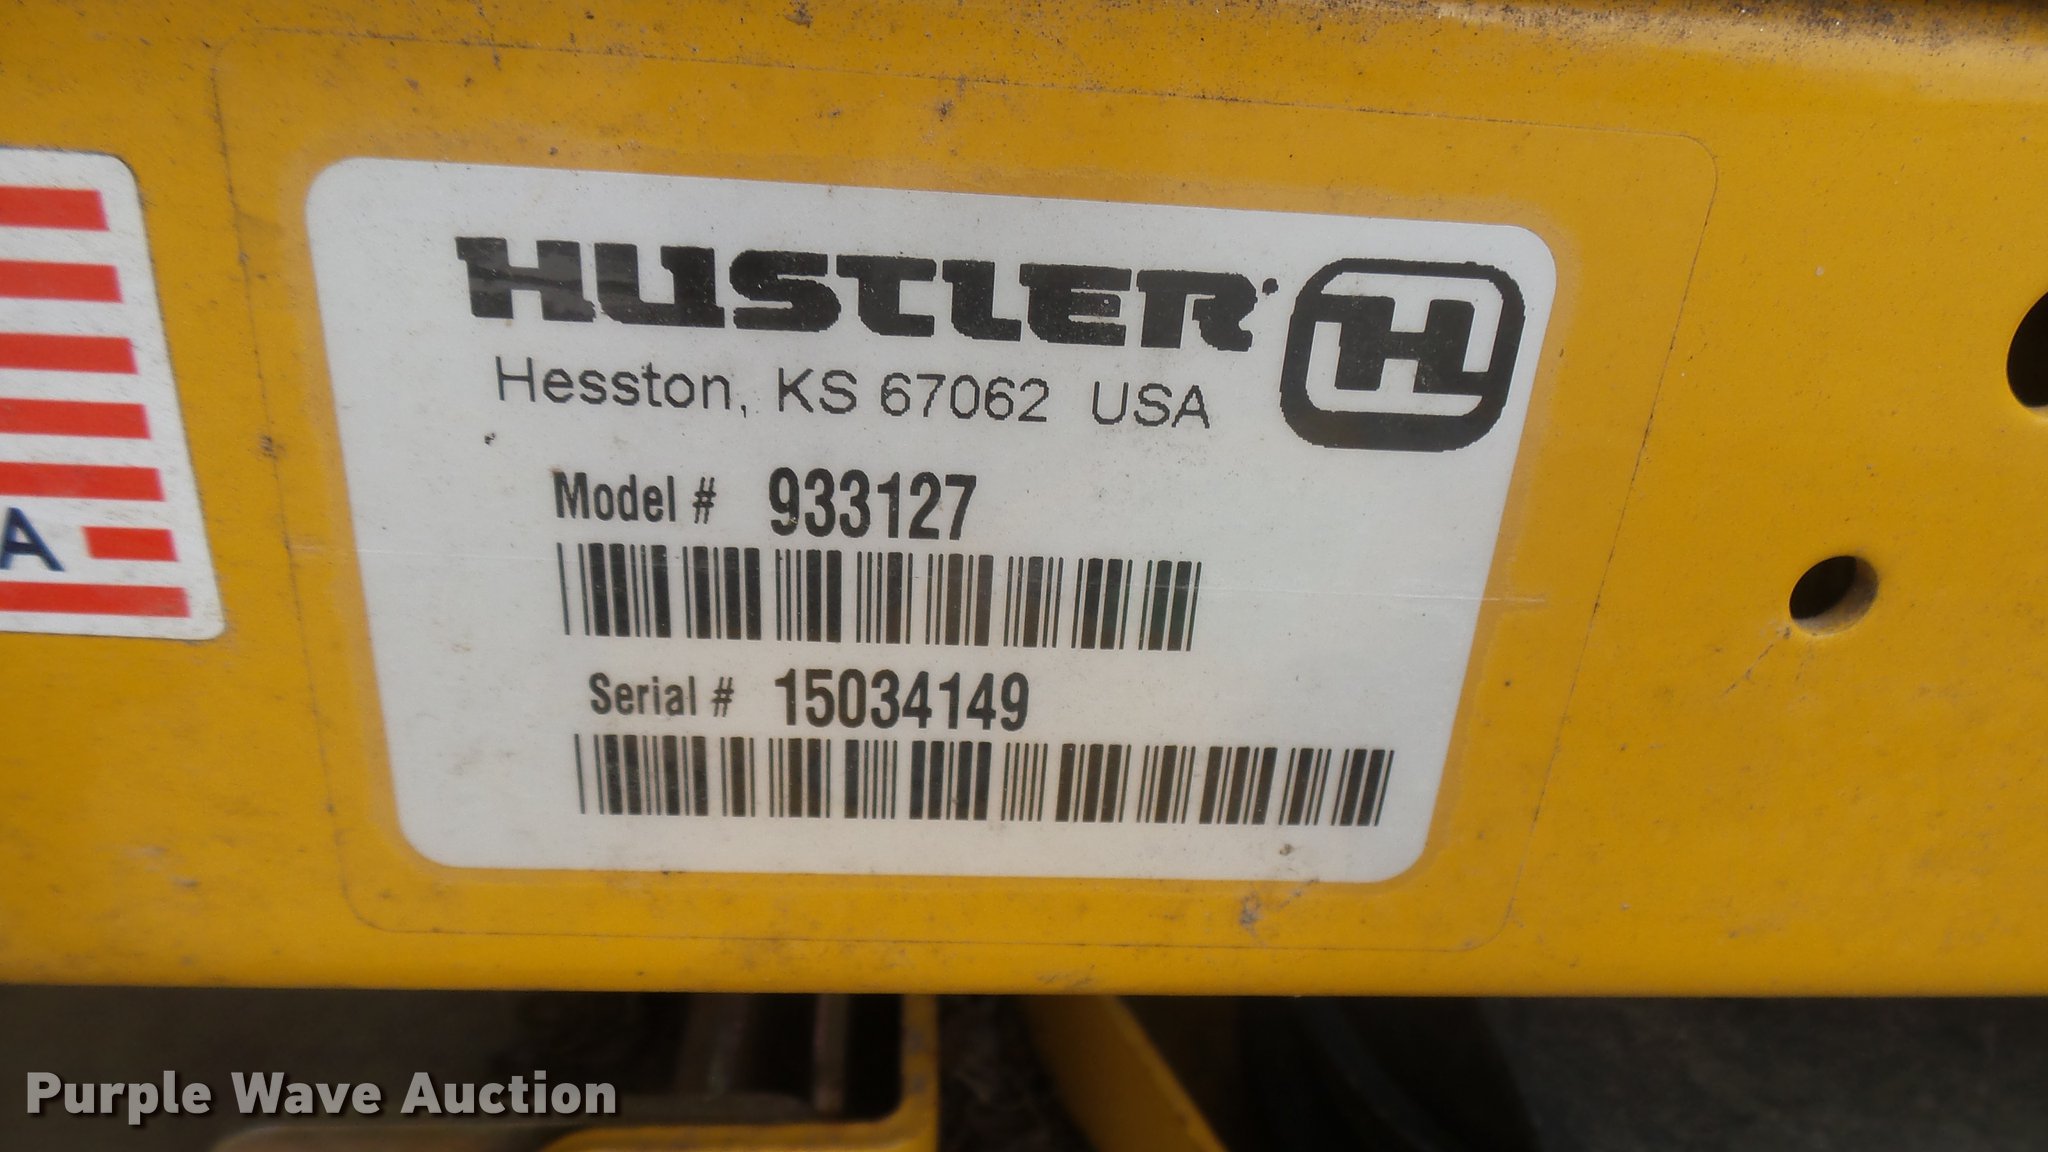 HUSTLER H
Hesston, KS 67062 USA
Model # 933127
Serial # 15034149
A
Purple Wave Auction